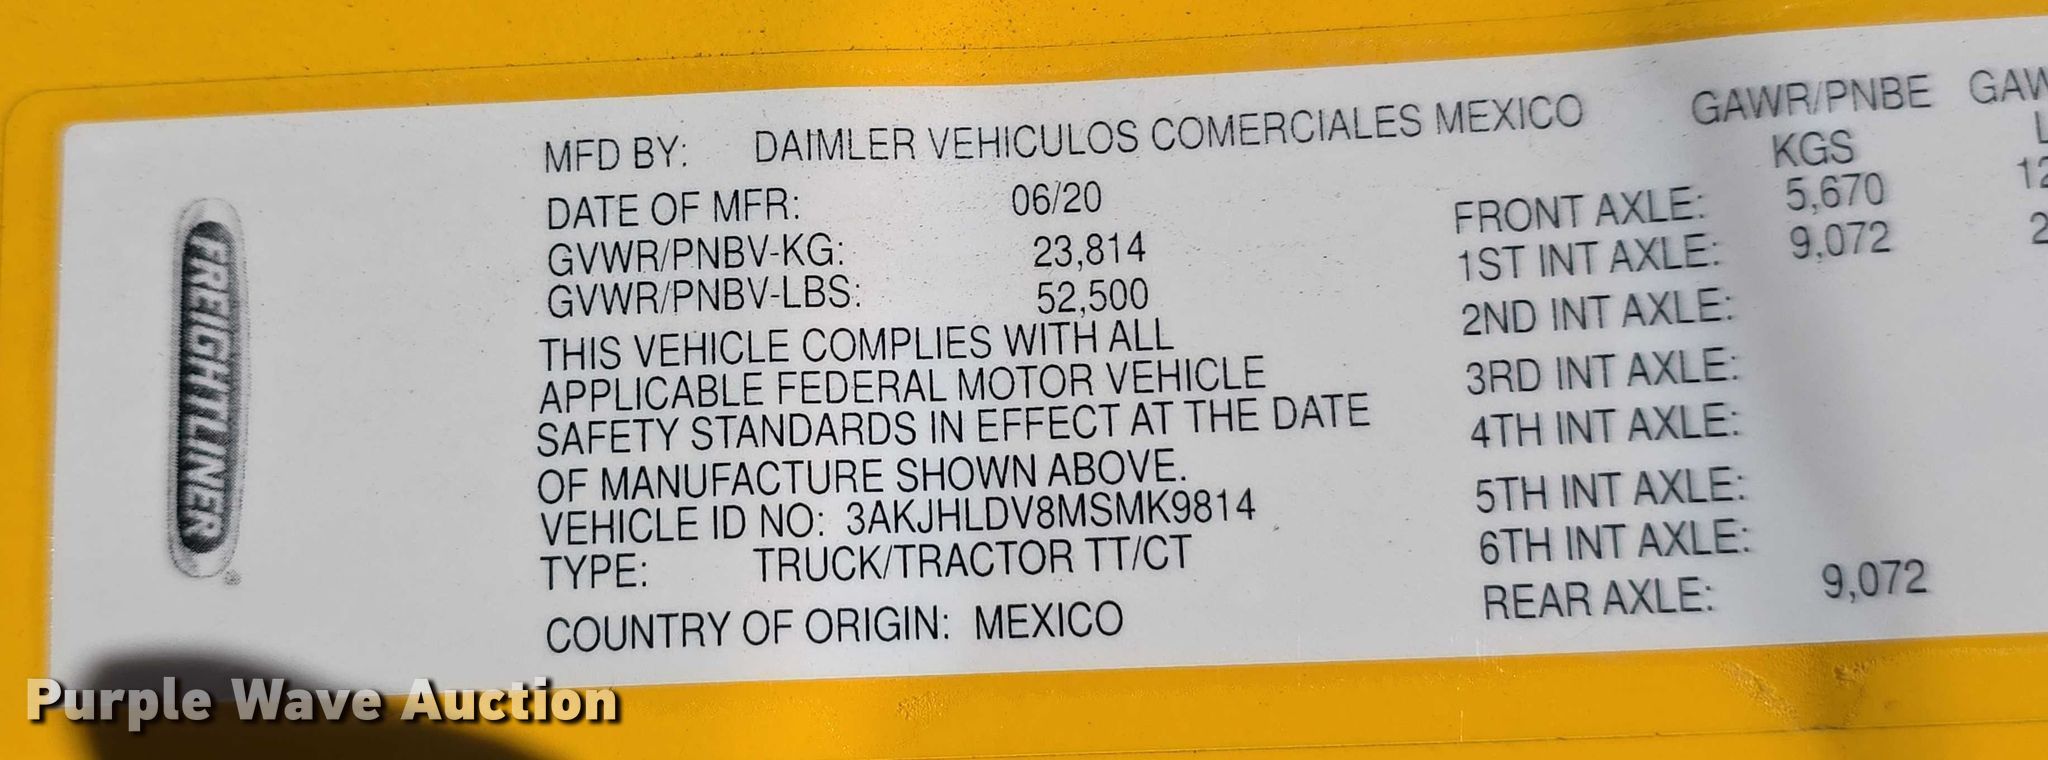 FREIGHTLINER
®
MFD BY: DAIMLER VEHICULOS COMERCIALES MEXICO
DATE OF MFR: 06/20
GVWR/PNBV-KG: 23,814
GVWR/PNBV-LBS: 52,500
THIS VEHICLE COMPLIES WITH ALL
APPLICABLE FEDERAL MOTOR VEHICLE
SAFETY STANDARDS IN EFFECT AT THE DATE
OF MANUFACTURE SHOWN ABOVE.
VEHICLE ID NO: 3AKJHLDV8MSMK9814
TYPE: TRUCK/TRACTOR TT/CT
COUNTRY OF ORIGIN: MEXICO
GAWR/PNBE
KGS
FRONT AXLE: 5,670
1ST INT AXLE: 9,072
2ND INT AXLE:
3RD INT AXLE:
4TH INT AXLE:
5TH INT AXLE:
6TH INT AXLE:
REAR AXLE: 9,072
Purple Wave Auction